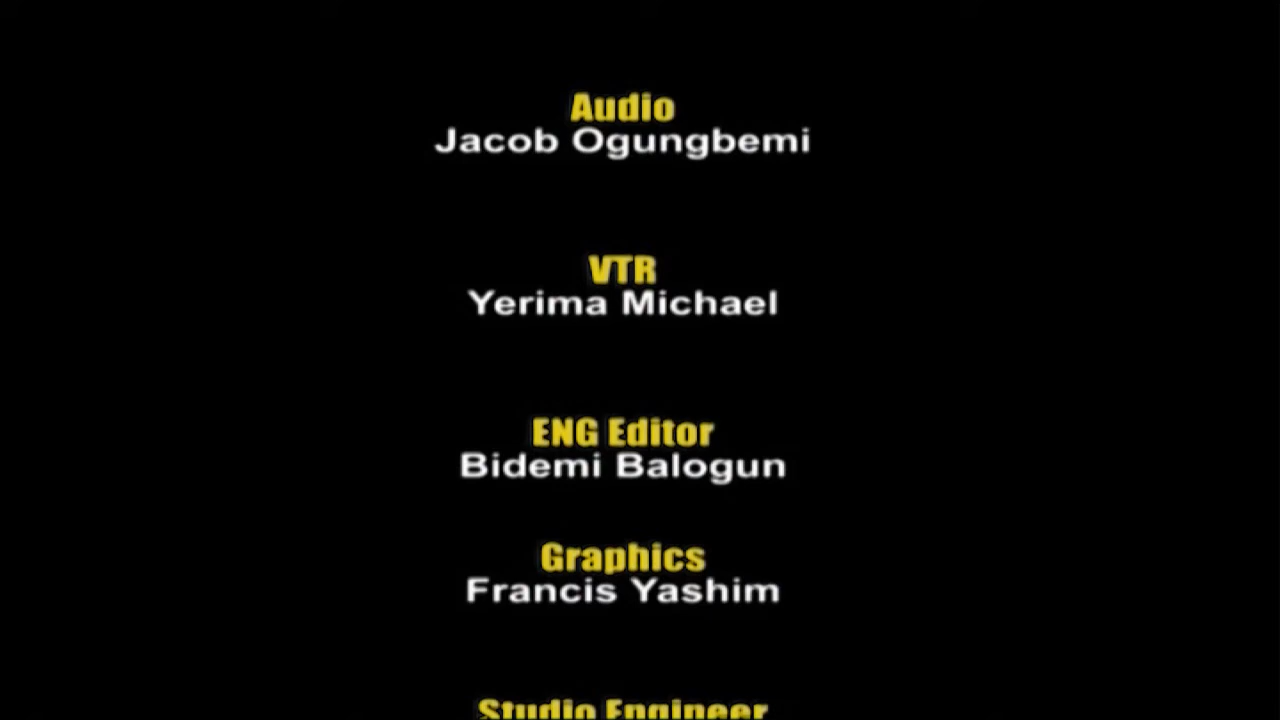 Audio
Jacob Ogungbemi
VTR
Yerima Michael
ENG Editor
Bidemi Balogun
Graphics
Francis Yashim
Studio Engineer